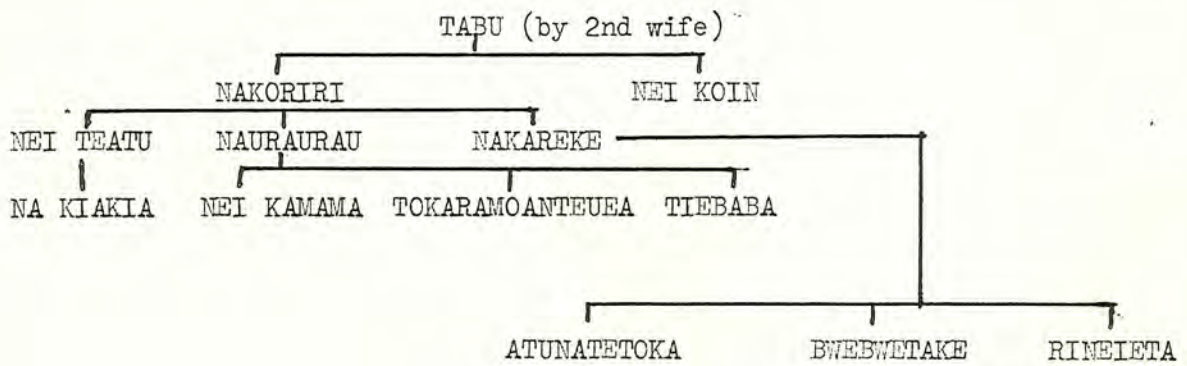 TABU (by 2nd wife)
NAKORIRI NEI KOIN
NEI TEATU NAURAURAU NAKAREKE
NA KIAKIA NEI KAMAMA TOKARAMOANTEUEA TIEBABA
ATUNATETOKA BWEBWETAKE RINEIETA